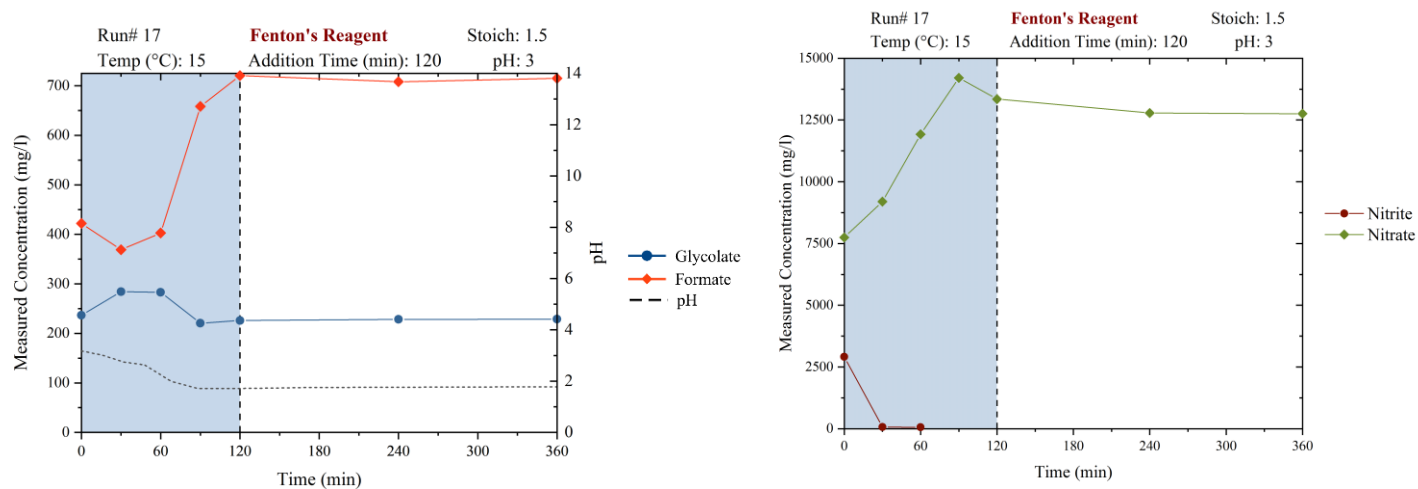 Run# 17 Fenton's Reagent Stoich: 1.5
Temp (°C): 15 Addition Time (min): 120 pH: 3
700
600
500
400
300
200
100
0
Measured Concentration (mg/l)
14
12
10
8
6
4
2
0
pH
0 60 120 180 240 300 360
Time (min)
Glycolate
Formate
pH
Run# 17 Fenton's Reagent Stoich: 1.5
Temp (°C): 15 Addition Time (min): 120 pH: 3
15000
12500
10000
7500
5000
2500
0
Measured Concentration (mg/l)
0 60 120 180 240 300 360
Time (min)
Nitrite
Nitrate